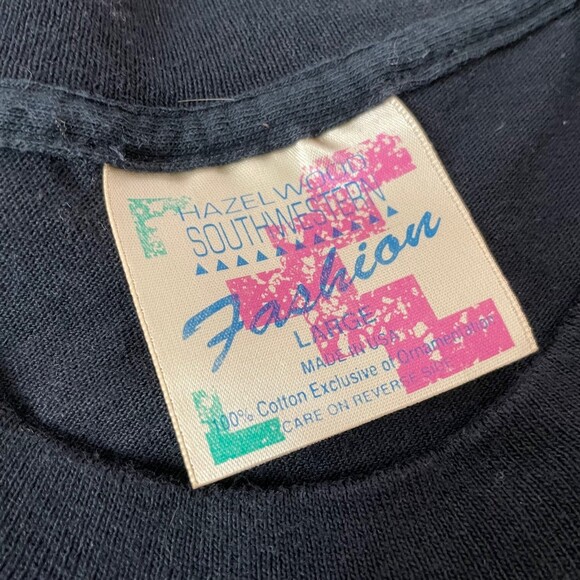 HAZELWOOD
SOUTHWESTERN
Fashion
LARGE
MADE IN USA
100% Cotton Exclusive of Ornamentation
CARE ON REVERSE SIDE